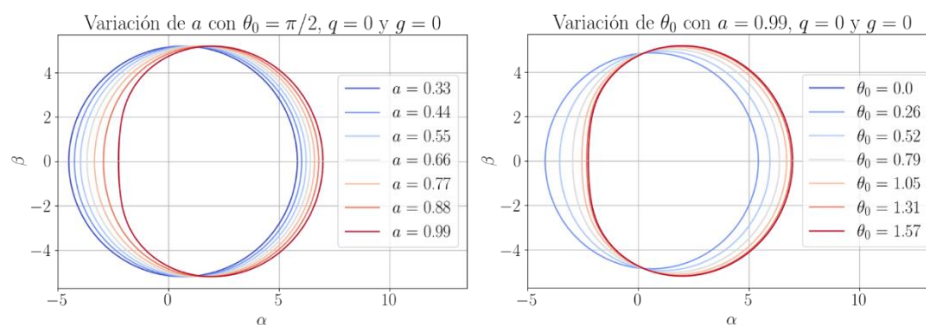 Variación de a con θ₀ = π/2, q = 0 y g = 0
4
2
0
−2
−4
β
−5
0
5
10
α
a = 0.33
a = 0.44
a = 0.55
a = 0.66
a = 0.77
a = 0.88
a = 0.99
Variación de θ₀ con a = 0.99, q = 0 y g = 0
4
2
0
−2
−4
β
−5
0
5
10
α
θ₀ = 0.0
θ₀ = 0.26
θ₀ = 0.52
θ₀ = 0.79
θ₀ = 1.05
θ₀ = 1.31
θ₀ = 1.57